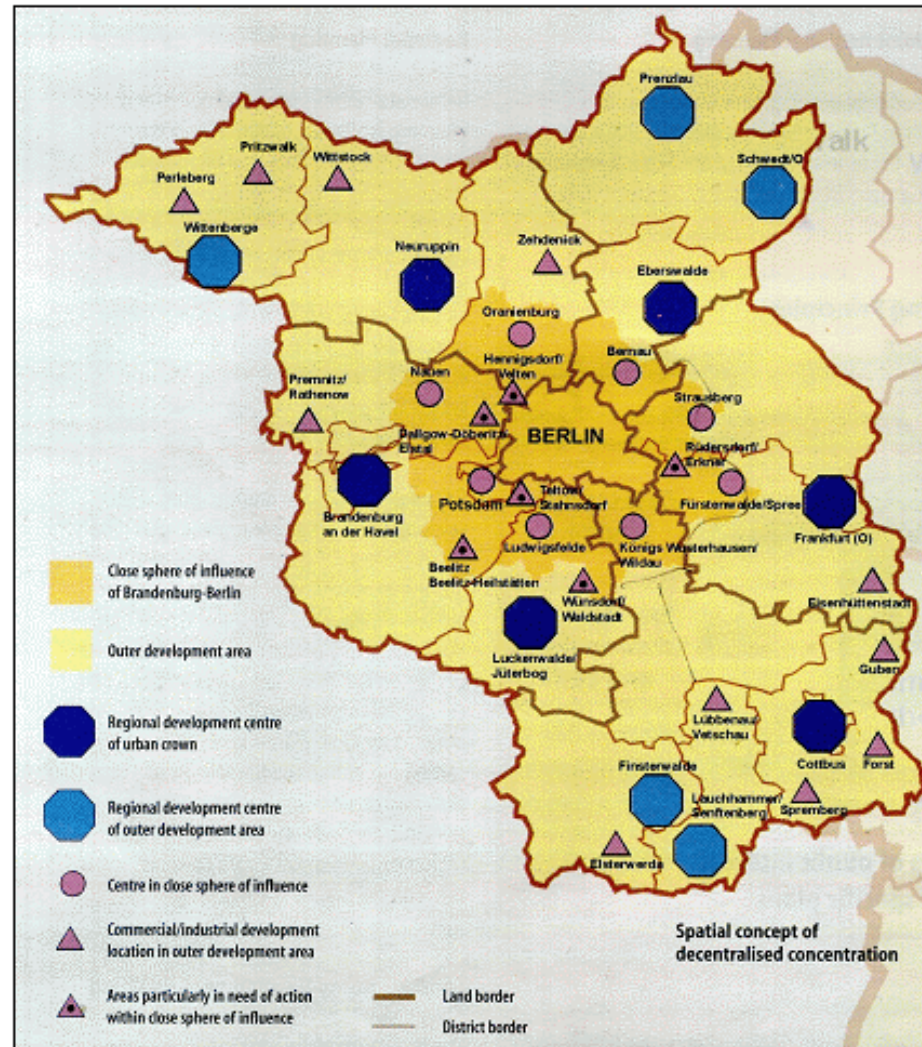 Prenzlau
alk
Schwedt/O
Pritzwalk
Wittstock
Perleberg
Wittenberge
Neuruppin
Zehdenick
Eberswalde
Oranienburg
Hennigsdorf/
Velten
Bernau
Nauen
Premnitz/
Rathenow
Strausberg
BERLIN
Dallgow-Döberitz/
Elstal
Rüdersdorf/
Erkner
Potsdam
Teltow/
Stahnsdorf
Fürstenwalde/Spree
Brandenburg
an der Havel
Frankfurt (O)
Ludwigsfelde
Königs Wusterhausen/
Wildau
Beelitz
Beelitz-Heilstätten
Wünsdorf/
Waldstadt
Eisenhüttenstadt
Luckenwalde/
Jüterbog
Guben
Lübbenau/
Vetschau
Cottbus
Forst
Finsterwalde
Lauchhammer/
Senftenberg
Spremberg
Elsterwerda
Close sphere of influence
of Brandenburg-Berlin
Outer development area
Regional development centre
of urban crown
Regional development centre
of outer development area
Centre in close sphere of influence
Commercial/industrial development
location in outer development area
Areas particularly in need of action
within close sphere of influence
Land border
District border
Spatial concept of
decentralised concentration